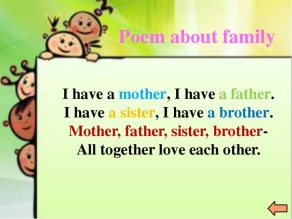 Poem about family
I have a mother, I have a father.
I have a sister, I have a brother.
Mother, father, sister, brother-
All together love each other.